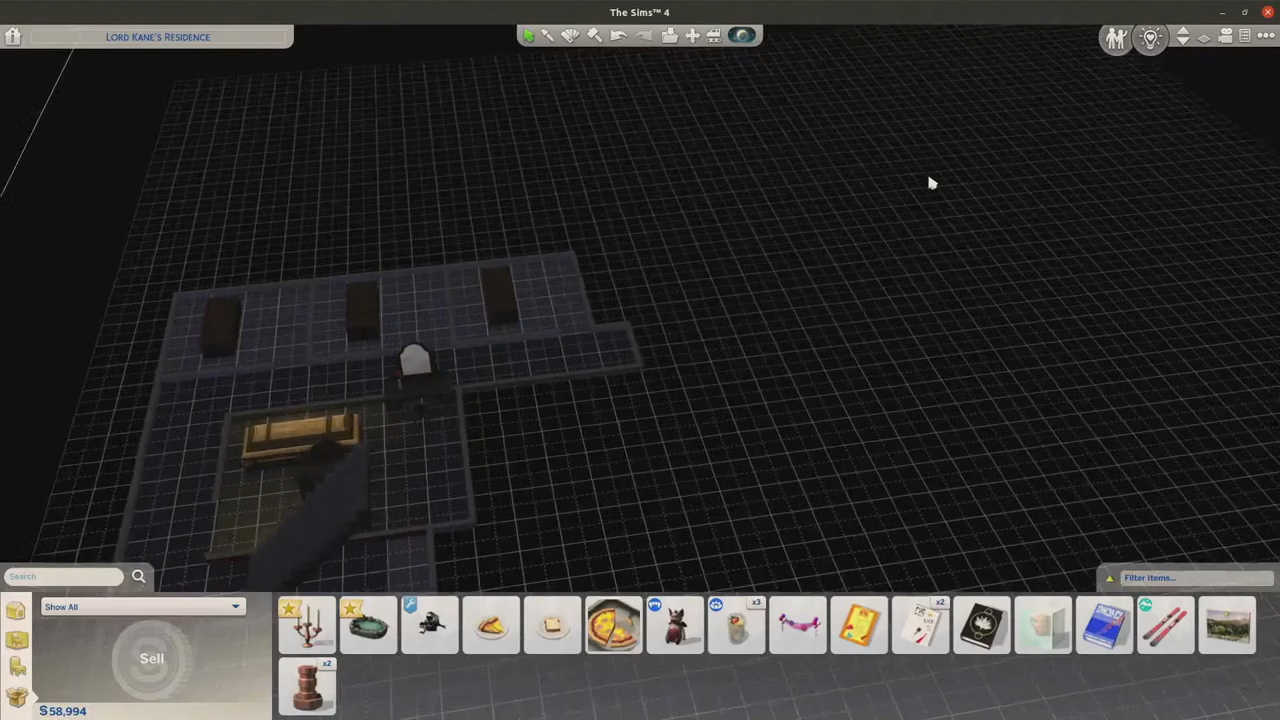 The Sims™ 4
LORD KANE'S RESIDENCE
Search
Filter Items...
Show All
x3
x2
Sell
x2
§58,994